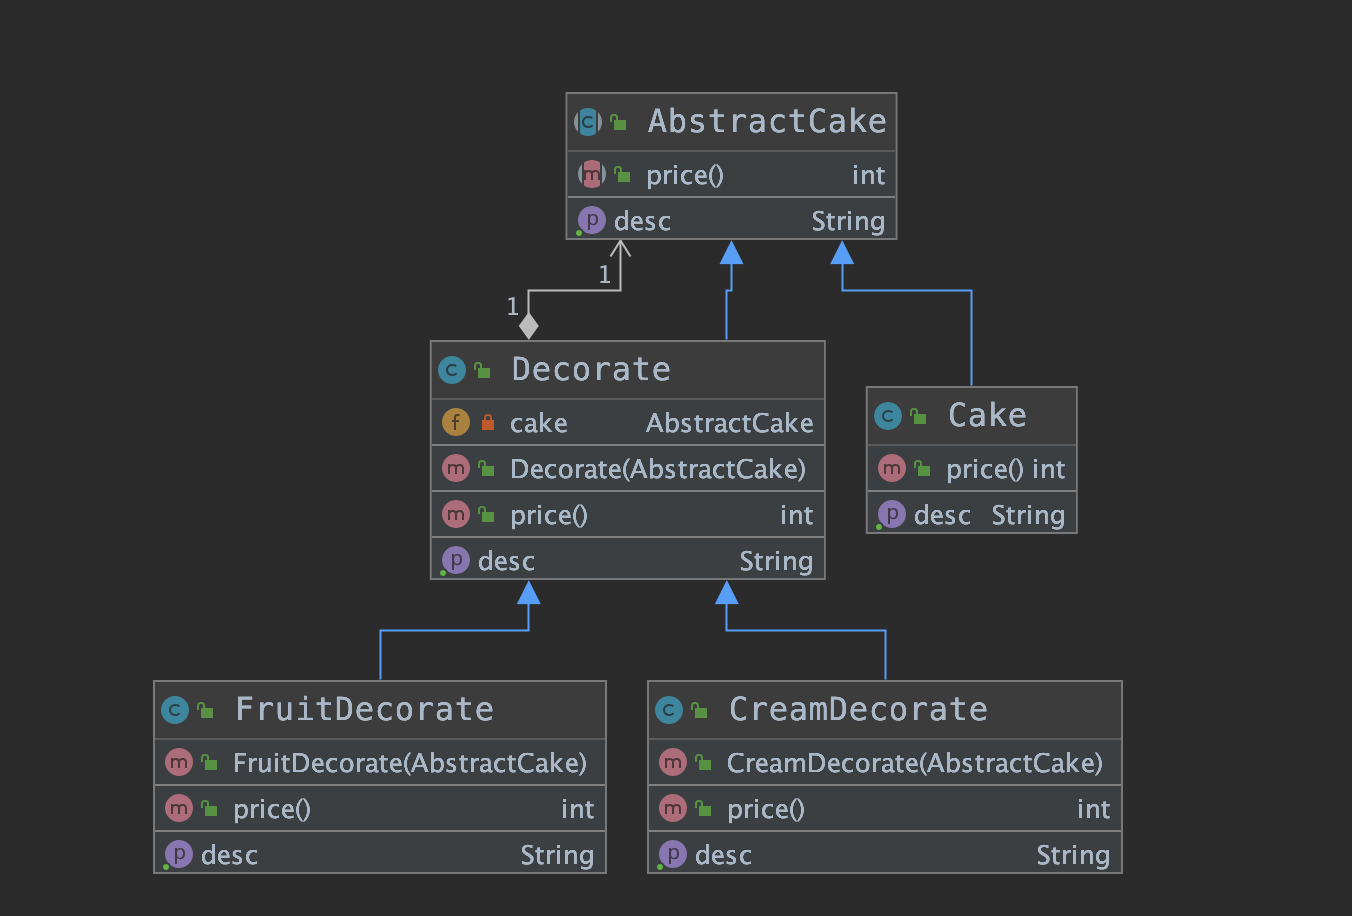 AbstractCake
price() int
desc String
1
1
Decorate
cake AbstractCake
Decorate(AbstractCake)
price() int
desc String
Cake
price() int
desc String
FruitDecorate
FruitDecorate(AbstractCake)
price() int
desc String
CreamDecorate
CreamDecorate(AbstractCake)
price() int
desc String